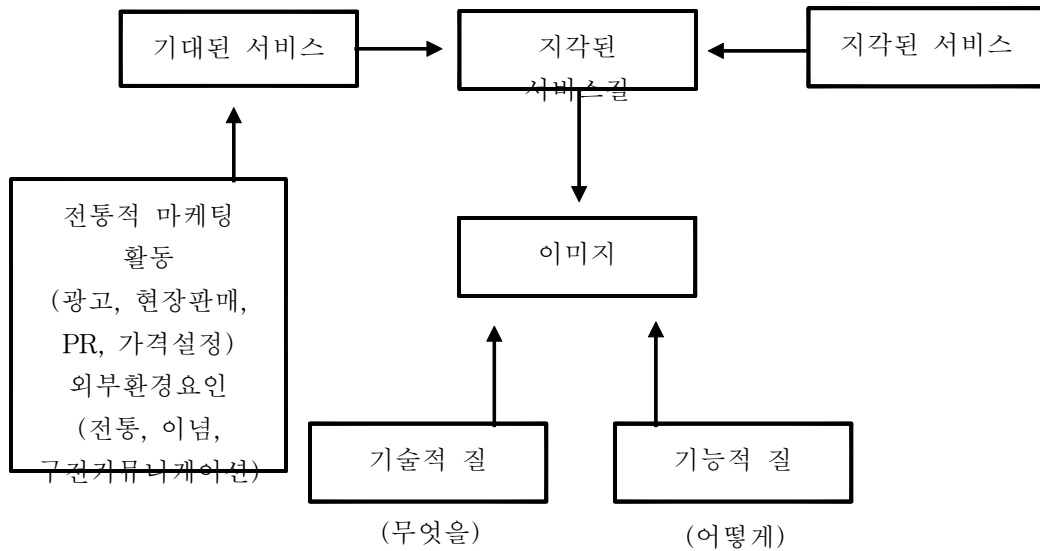 기대된 서비스
지각된
서비스질
지각된 서비스
전통적 마케팅
활동
(광고, 현장판매,
PR, 가격설정)
외부환경요인
(전통, 이념,
구전커뮤니케이션)
이미지
기술적 질
기능적 질
(무엇을)
(어떻게)